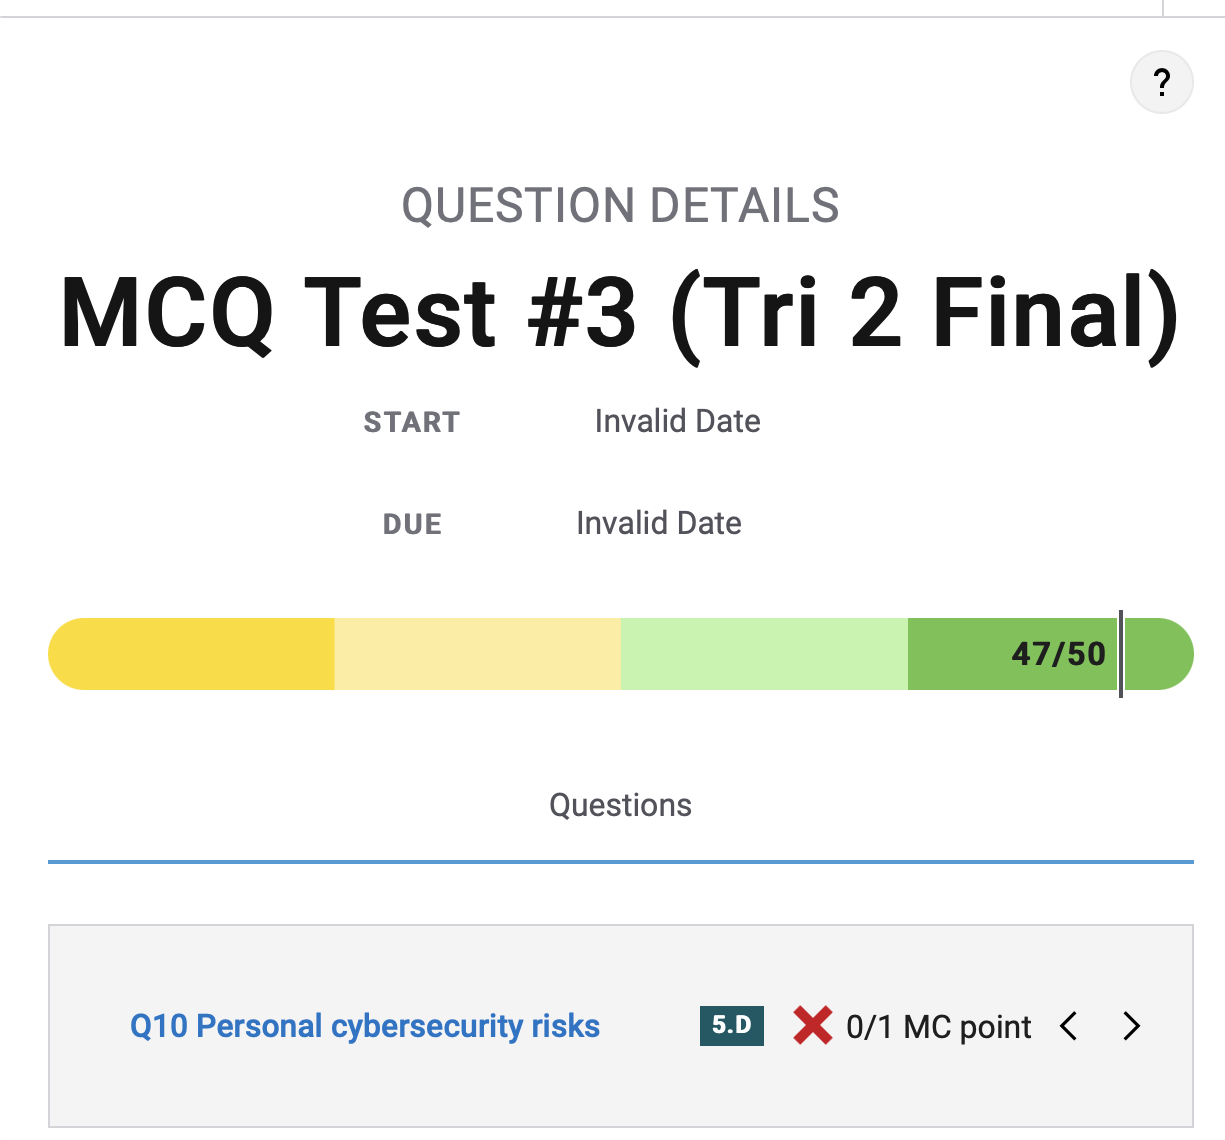 ?
QUESTION DETAILS
MCQ Test #3 (Tri 2 Final)
START Invalid Date
DUE Invalid Date
47/50
Questions
Q10 Personal cybersecurity risks 5.D 0/1 MC point